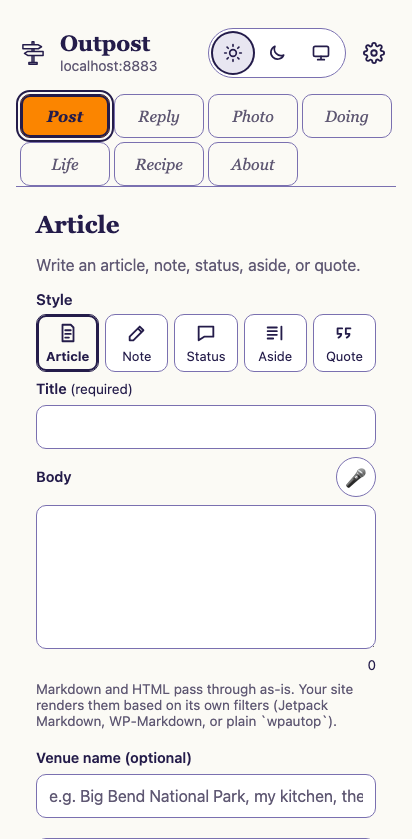 Outpost
localhost:8883
Post
Reply
Photo
Doing
Life
Recipe
About
Article
Write an article, note, status, aside, or quote.
Style
Article
Note
Status
Aside
Quote
Title (required)
Body
0
Markdown and HTML pass through as-is. Your site
renders them based on its own filters (Jetpack
Markdown, WP-Markdown, or plain `wpautop`).
Venue name (optional)
e.g. Big Bend National Park, my kitchen, the